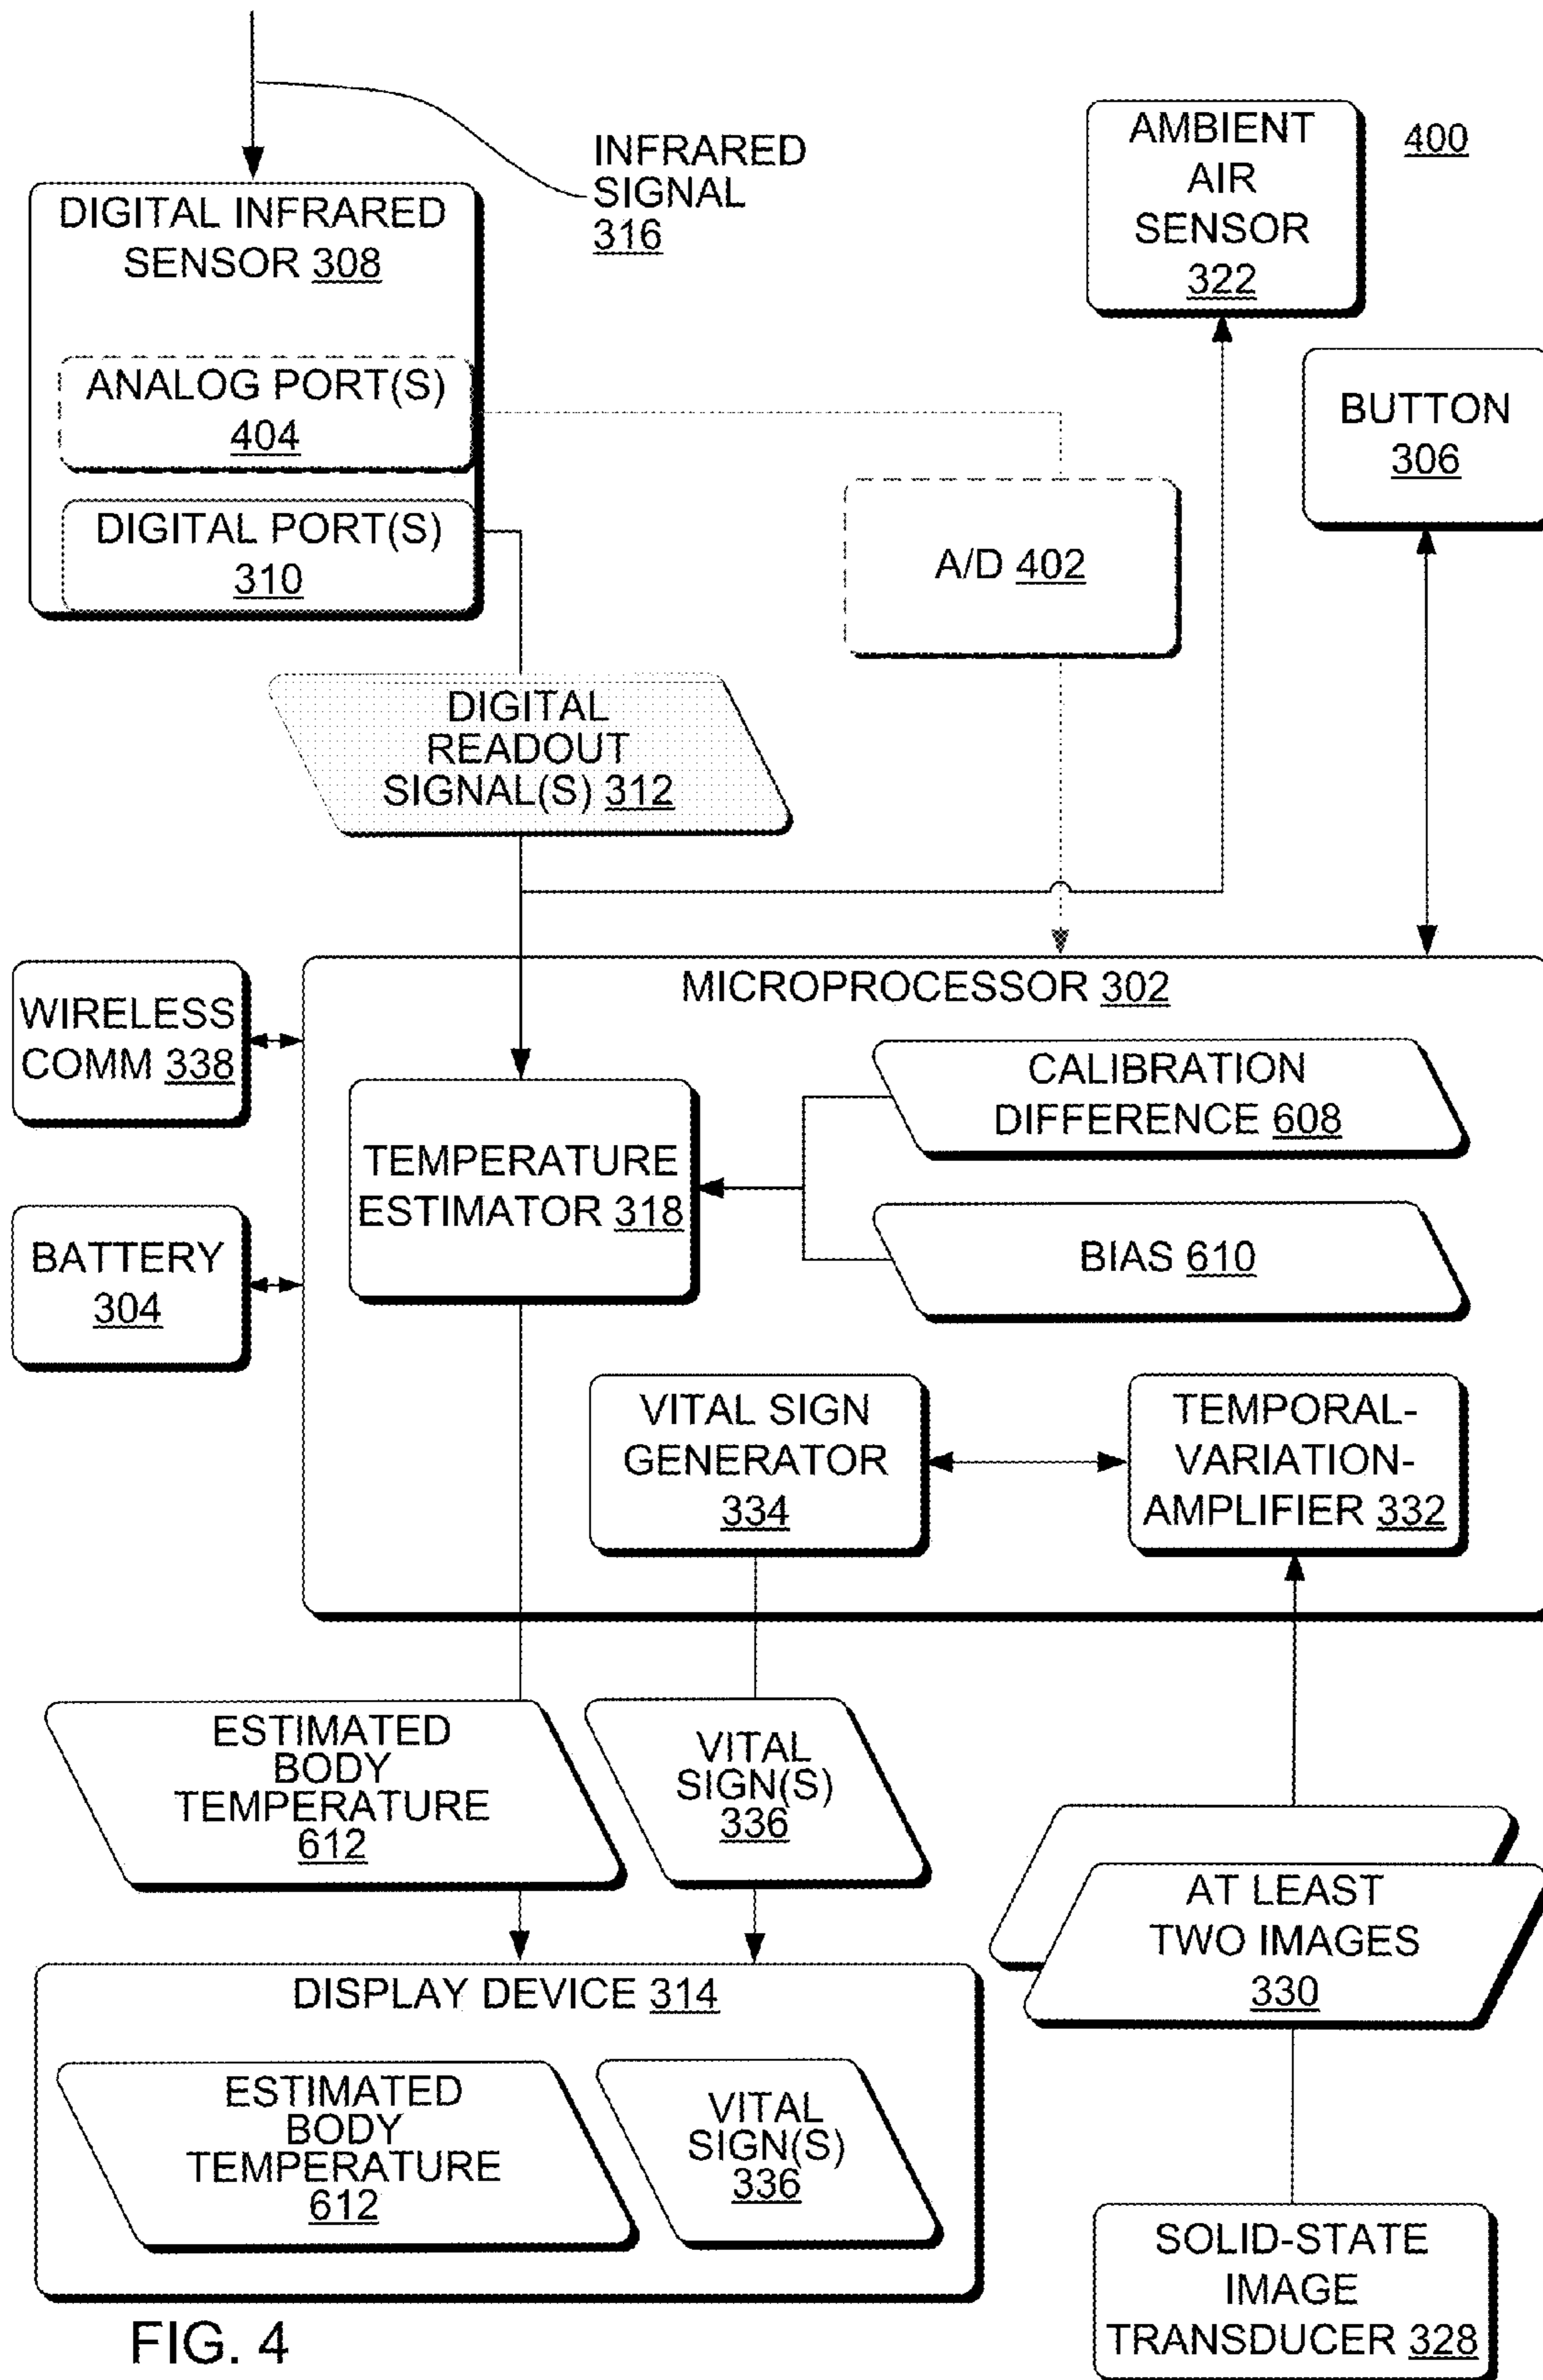 INFRARED
SIGNAL
316
AMBIENT
AIR
SENSOR
322
400
DIGITAL INFRARED
SENSOR 308
ANALOG PORT(S)
404
DIGITAL PORT(S)
310
BUTTON
306
A/D 402
DIGITAL
READOUT
SIGNAL(S) 312
MICROPROCESSOR 302
WIRELESS
COMM 338
CALIBRATION
DIFFERENCE 608
TEMPERATURE
ESTIMATOR 318
BIAS 610
BATTERY
304
VITAL SIGN
GENERATOR
334
TEMPORAL-
VARIATION-
AMPLIFIER 332
ESTIMATED
BODY
TEMPERATURE
612
VITAL
SIGN(S)
336
AT LEAST
TWO IMAGES
330
DISPLAY DEVICE 314
ESTIMATED
BODY
TEMPERATURE
612
VITAL
SIGN(S)
336
SOLID-STATE
IMAGE
TRANSDUCER 328
FIG. 4